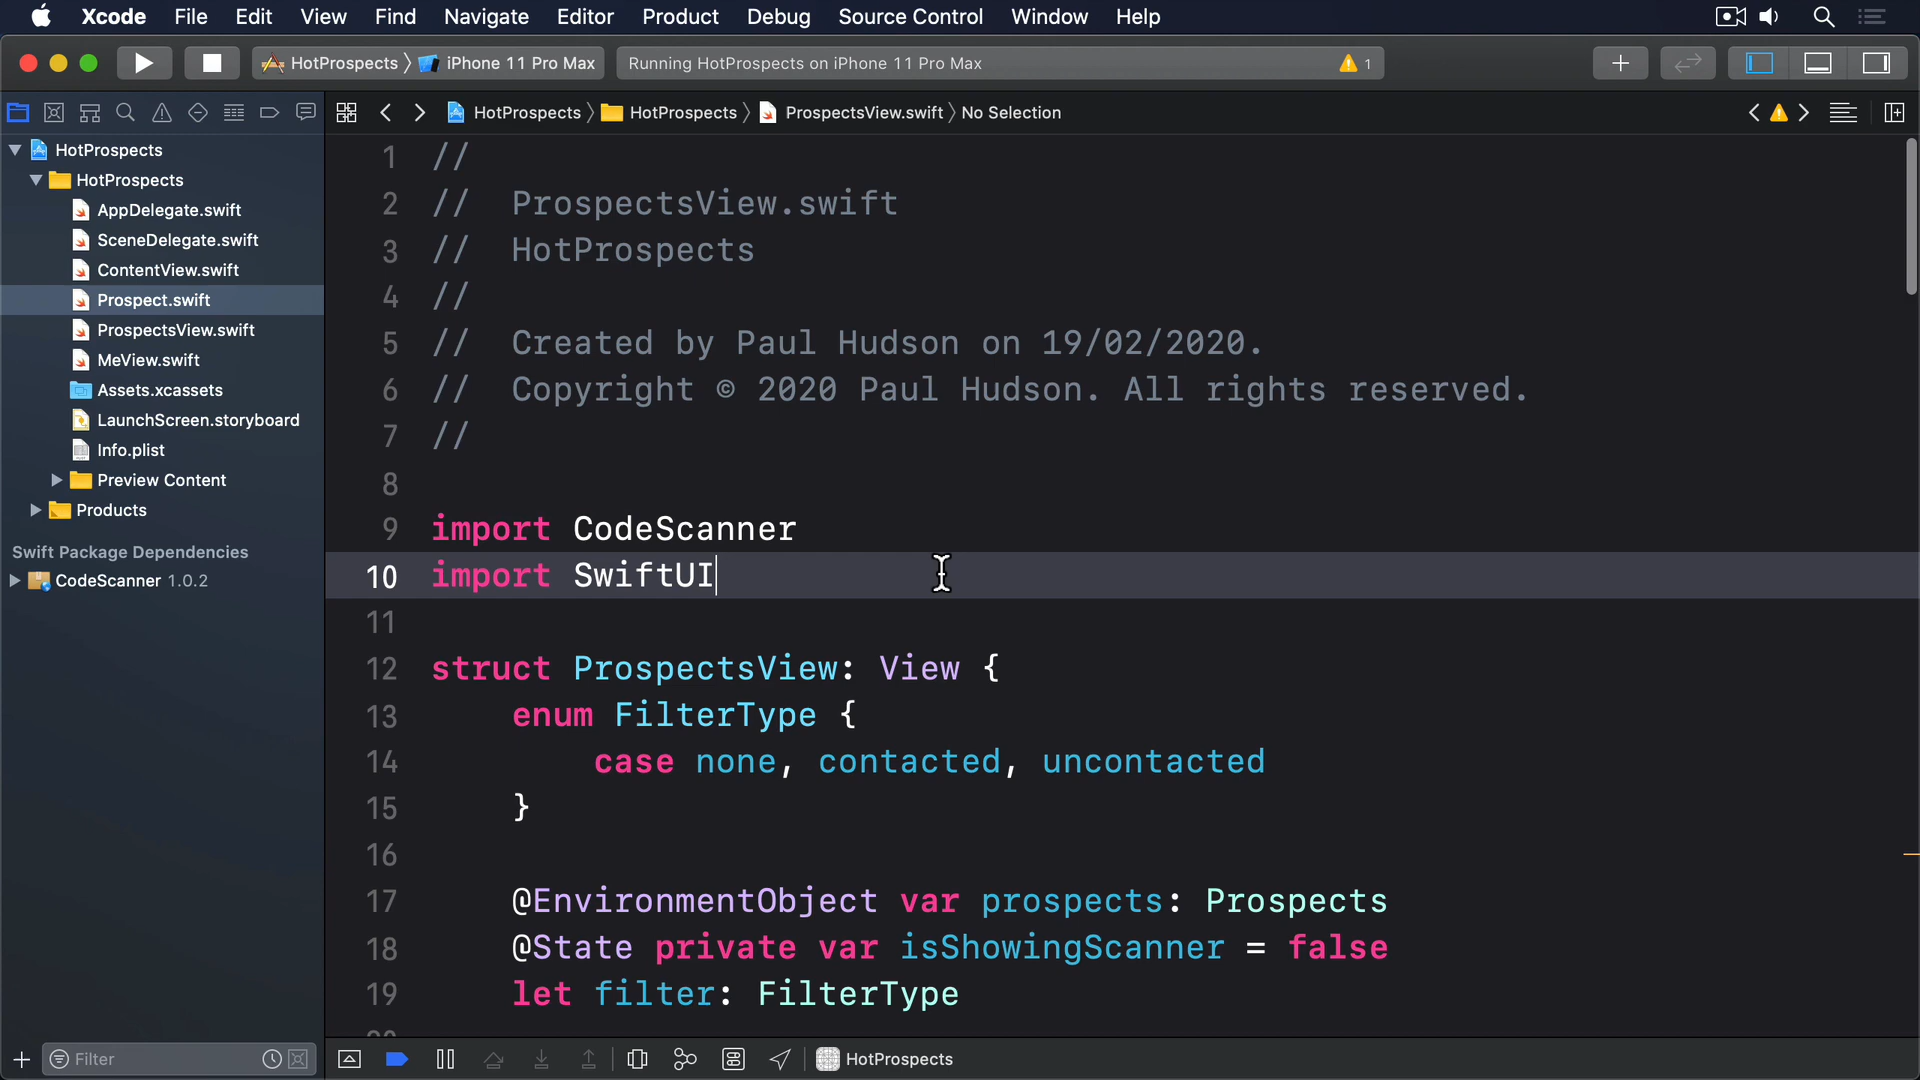 Xcode File Edit View Find Navigate Editor Product Debug Source Control Window Help
HotProspects iPhone 11 Pro Max Running HotProspects on iPhone 11 Pro Max 1
HotProspects HotProspects ProspectsView.swift No Selection
HotProspects
HotProspects
AppDelegate.swift
SceneDelegate.swift
ContentView.swift
Prospect.swift
ProspectsView.swift
MeView.swift
Assets.xcassets
LaunchScreen.storyboard
Info.plist
Preview Content
Products
Swift Package Dependencies
CodeScanner 1.0.2
Filter
1 //
2 // ProspectsView.swift
3 // HotProspects
4 //
5 // Created by Paul Hudson on 19/02/2020.
6 // Copyright © 2020 Paul Hudson. All rights reserved.
7 //
8
9 import CodeScanner
10 import SwiftUI
11
12 struct ProspectsView: View {
13 enum FilterType {
14 case none, contacted, uncontacted
15 }
16
17 @EnvironmentObject var prospects: Prospects
18 @State private var isShowingScanner = false
19 let filter: FilterType
20
HotProspects